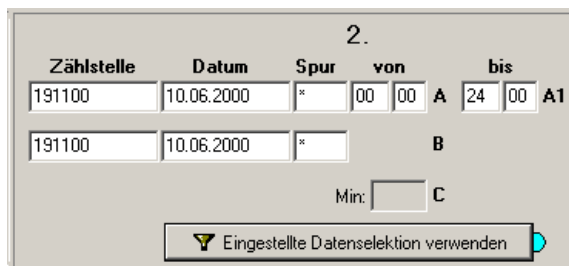 2.
Zählstelle Datum Spur von bis
191100 10.06.2000 * 00 00 A 24 00 A1
191100 10.06.2000 * B
Min: C
Eingestellte Datenselektion verwenden